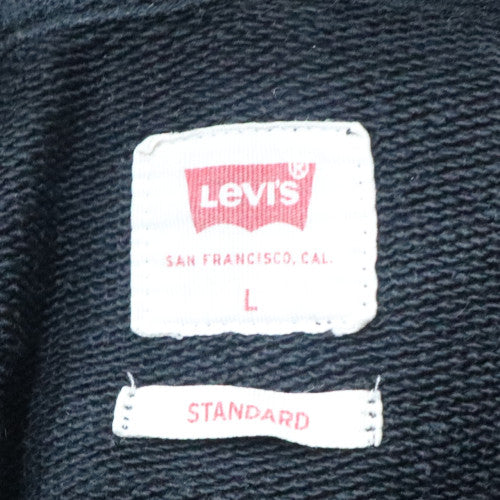 Levi's®
SAN FRANCISCO, CAL.
L
STANDARD